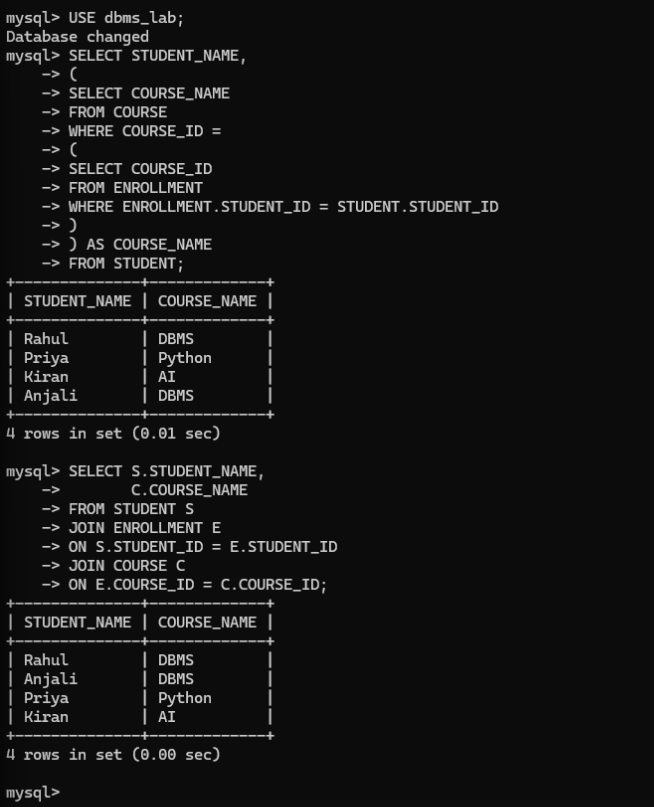 mysql> USE dbms_lab;
Database changed
mysql> SELECT STUDENT_NAME,
    -> (
    -> SELECT COURSE_NAME
    -> FROM COURSE
    -> WHERE COURSE_ID =
    -> (
    -> SELECT COURSE_ID
    -> FROM ENROLLMENT
    -> WHERE ENROLLMENT.STUDENT_ID = STUDENT.STUDENT_ID
    -> )
    -> ) AS COURSE_NAME
    -> FROM STUDENT;
+--------------+-------------+
| STUDENT_NAME | COURSE_NAME |
+--------------+-------------+
| Rahul        | DBMS        |
| Priya        | Python      |
| Kiran        | AI          |
| Anjali       | DBMS        |
+--------------+-------------+
4 rows in set (0.01 sec)

mysql> SELECT S.STUDENT_NAME,
    ->        C.COURSE_NAME
    -> FROM STUDENT S
    -> JOIN ENROLLMENT E
    -> ON S.STUDENT_ID = E.STUDENT_ID
    -> JOIN COURSE C
    -> ON E.COURSE_ID = C.COURSE_ID;
+--------------+-------------+
| STUDENT_NAME | COURSE_NAME |
+--------------+-------------+
| Rahul        | DBMS        |
| Anjali       | DBMS        |
| Priya        | Python      |
| Kiran        | AI          |
+--------------+-------------+
4 rows in set (0.00 sec)

mysql>